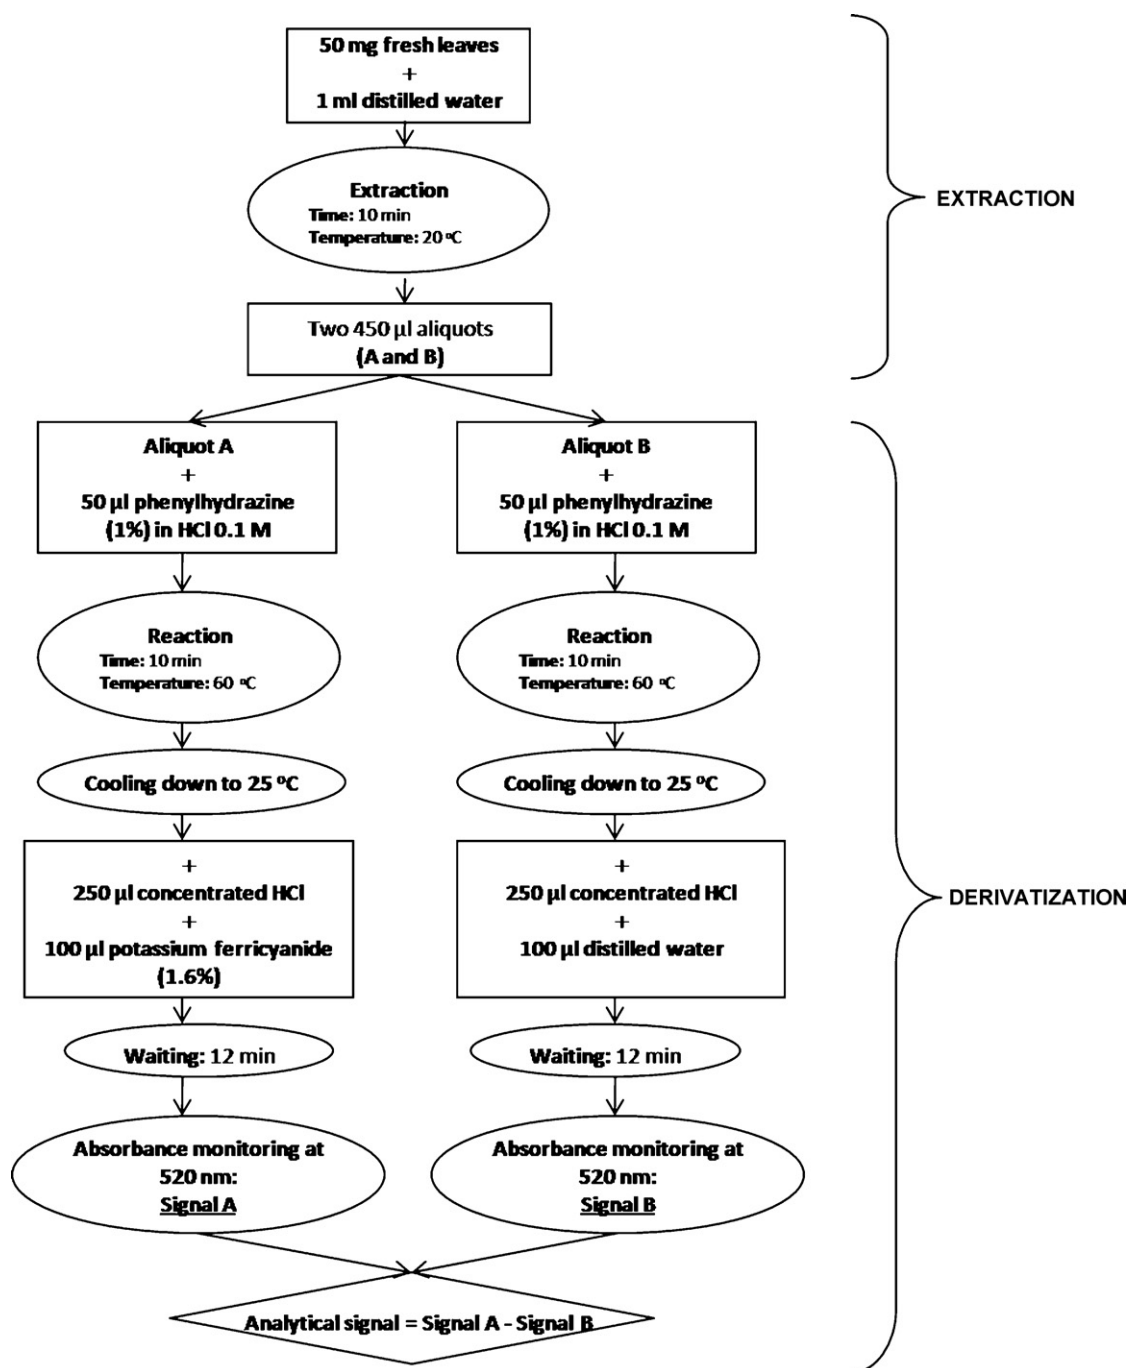 50 mg fresh leaves
+
1 ml distilled water
Extraction
Time: 10 min
Temperature: 20 ºC
EXTRACTION
Two 450 µl aliquots
(A and B)
Aliquot A
+
50 µl phenylhydrazine
(1%) in HCl 0.1 M
Aliquot B
+
50 µl phenylhydrazine
(1%) in HCl 0.1 M
Reaction
Time: 10 min
Temperature: 60 ºC
Reaction
Time: 10 min
Temperature: 60 ºC
Cooling down to 25 ºC
Cooling down to 25 ºC
+
250 µl concentrated HCl
+
100 µl potassium ferricyanide
(1.6%)
+
250 µl concentrated HCl
+
100 µl distilled water
DERIVATIZATION
Waiting: 12 min
Waiting: 12 min
Absorbance monitoring at
520 nm:
Signal A
Absorbance monitoring at
520 nm:
Signal B
Analytical signal = Signal A - Signal B